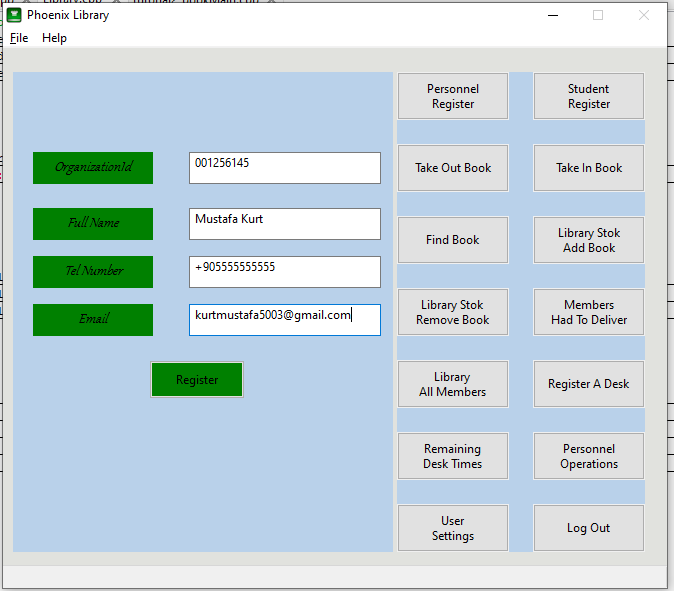 Library.cpp
Phoenix Library
File Help
OrganizationId
001256145
Full Name
Mustafa Kurt
Tel Number
+905555555555
Email
kurtmustafa5003@gmail.com
Register
Personnel
Register
Student
Register
Take Out Book
Take In Book
Find Book
Library Stok
Add Book
Library Stok
Remove Book
Members
Had To Deliver
Library
All Members
Register A Desk
Remaining
Desk Times
Personnel
Operations
User
Settings
Log Out